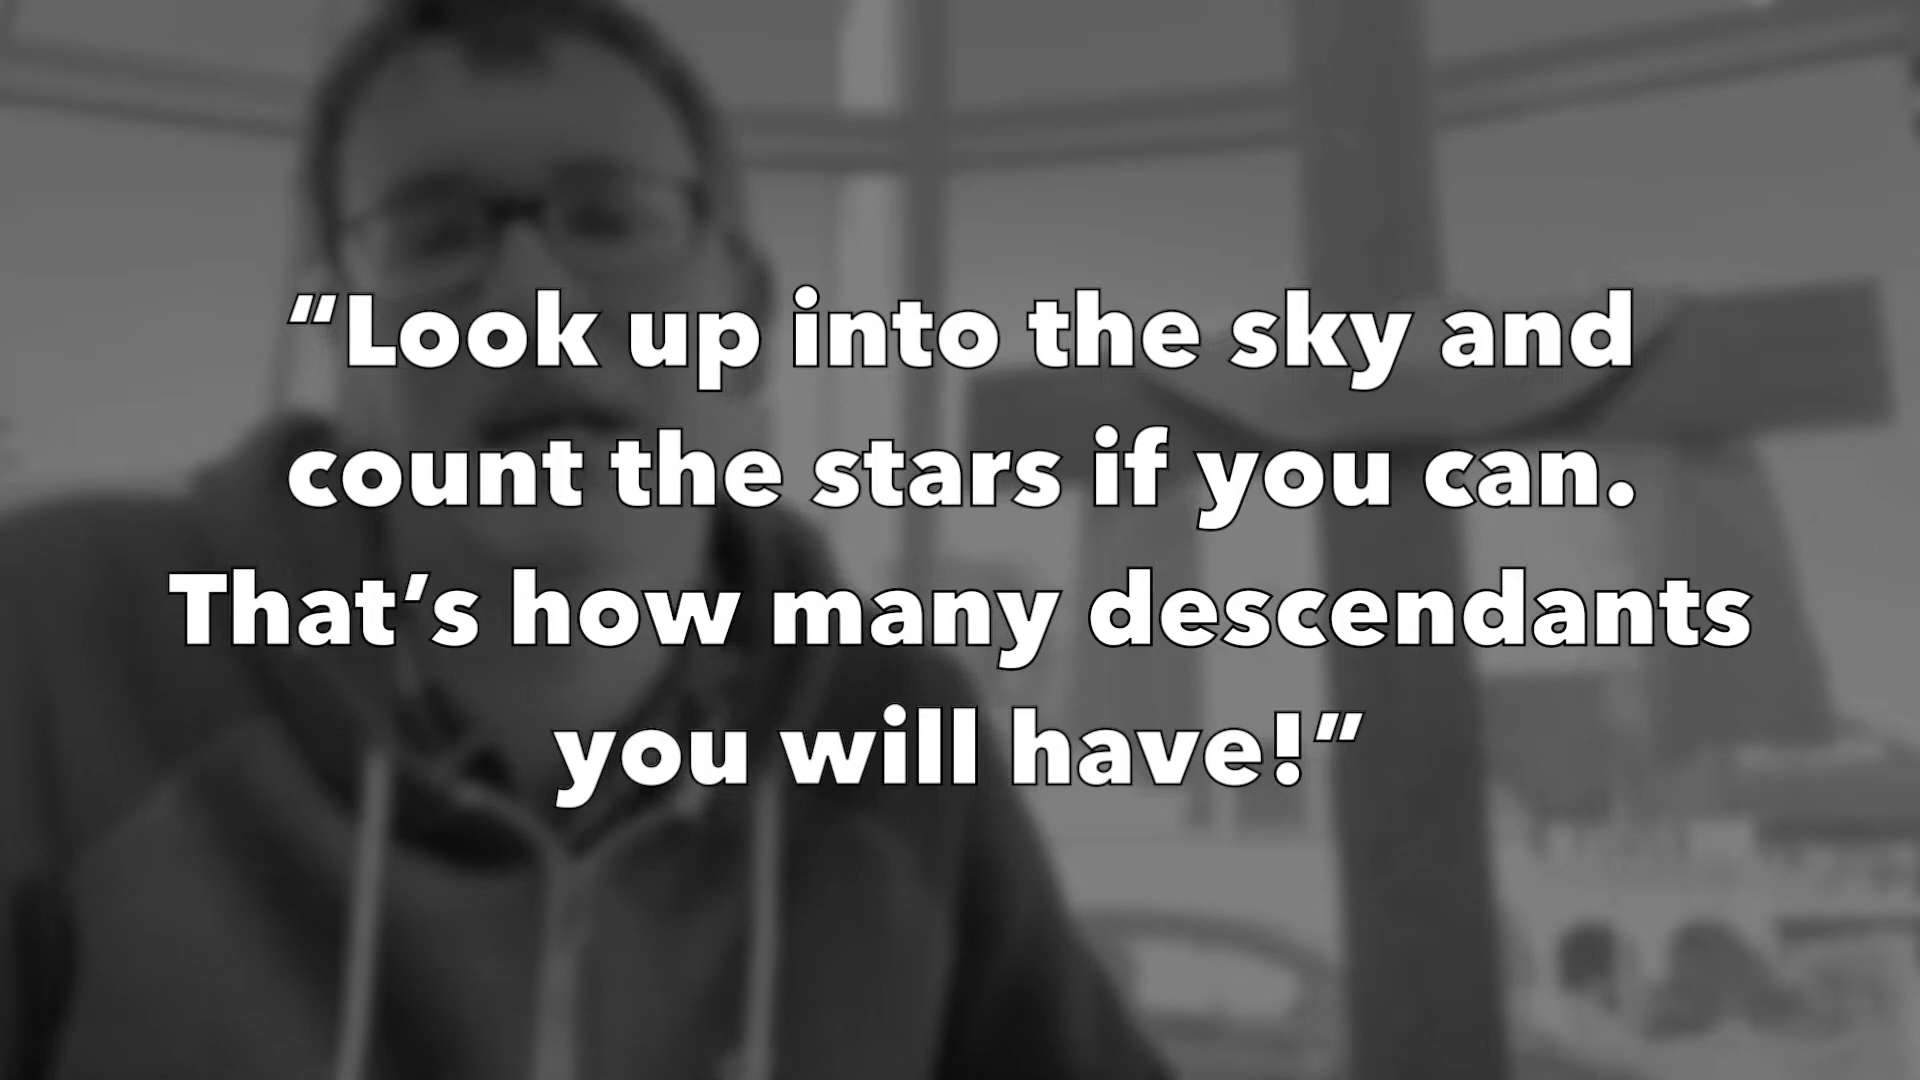 “Look up into the sky and
count the stars if you can.
That’s how many descendants
you will have!”